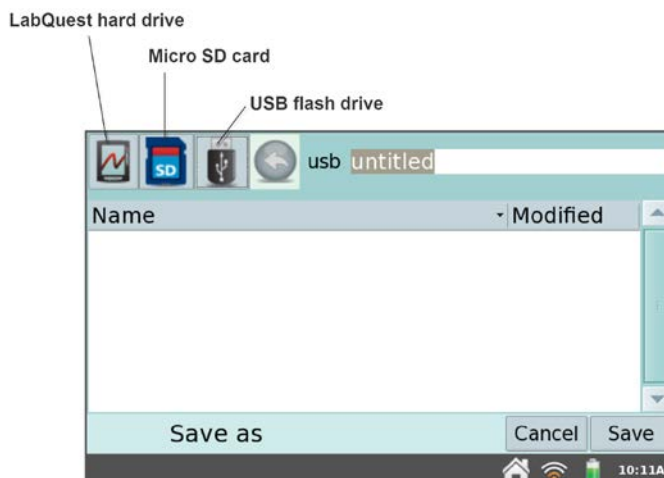 LabQuest hard drive
Micro SD card
USB flash drive
SD
usb untitled
Name Modified
Save as Cancel Save
10:11A